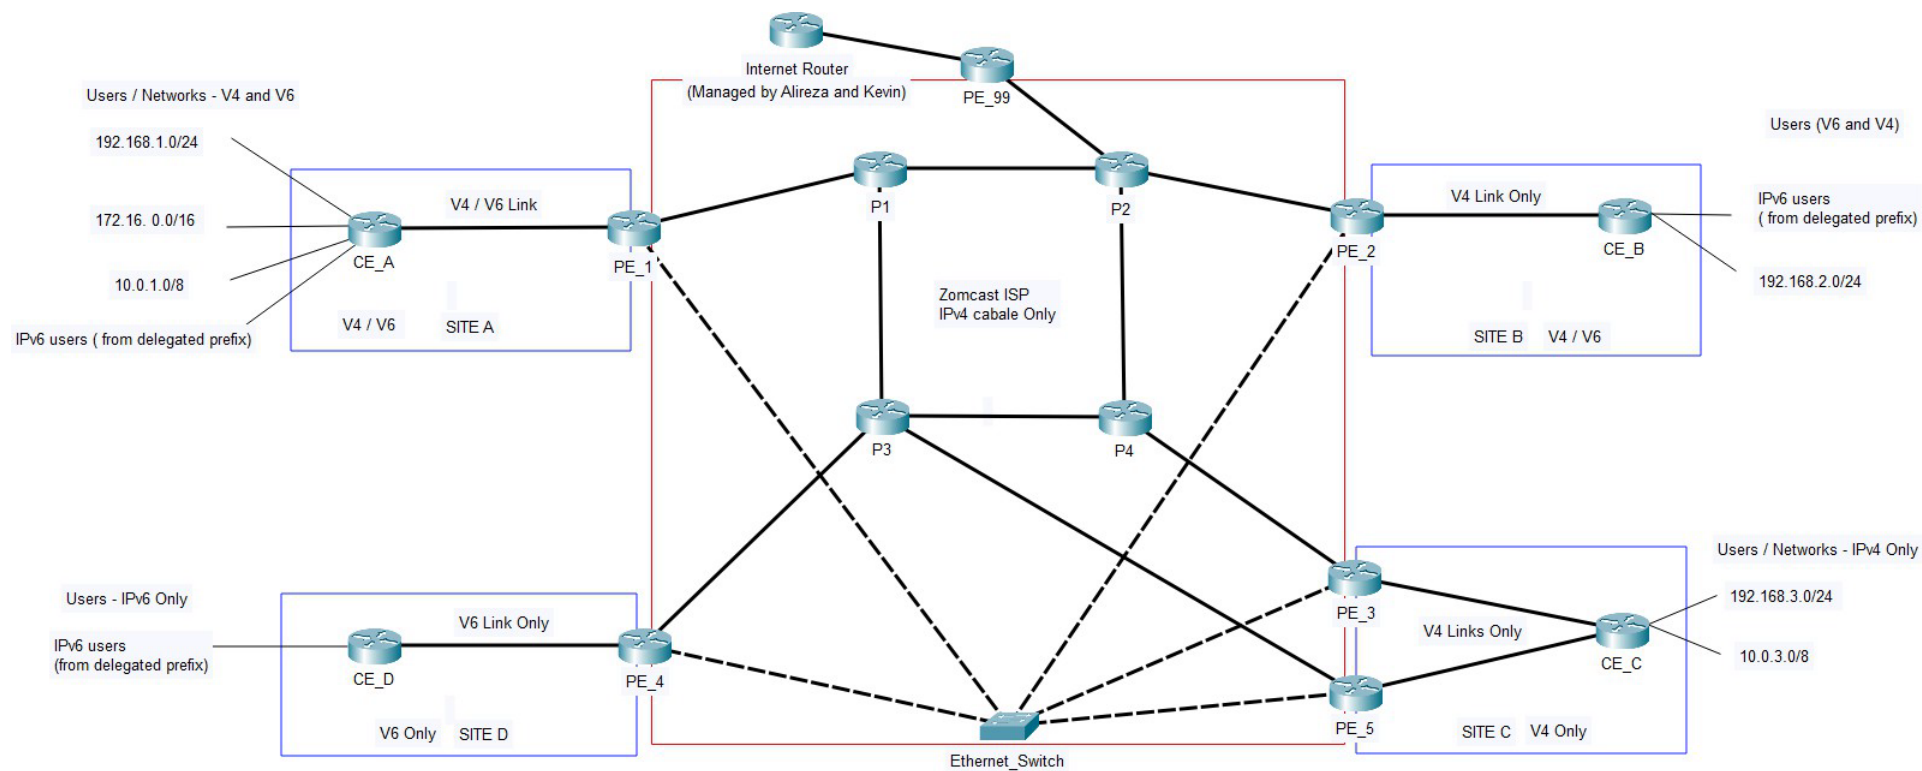 Internet Router
(Managed by Alireza and Kevin)
PE_99
Users / Networks - V4 and V6
192.168.1.0/24
172.16. 0.0/16
10.0.1.0/8
IPv6 users ( from delegated prefix)
V4 / V6 Link
CE_A
PE_1
V4 / V6
SITE A
P1
P2
Zomcast ISP
IPv4 cabale Only
P3
P4
Users (V6 and V4)
V4 Link Only
IPv6 users
( from delegated prefix)
PE_2
CE_B
192.168.2.0/24
SITE B
V4 / V6
Users - IPv6 Only
IPv6 users
(from delegated prefix)
V6 Link Only
CE_D
PE_4
V6 Only
SITE D
Ethernet_Switch
Users / Networks - IPv4 Only
192.168.3.0/24
PE_3
V4 Links Only
CE_C
10.0.3.0/8
PE_5
SITE C
V4 Only